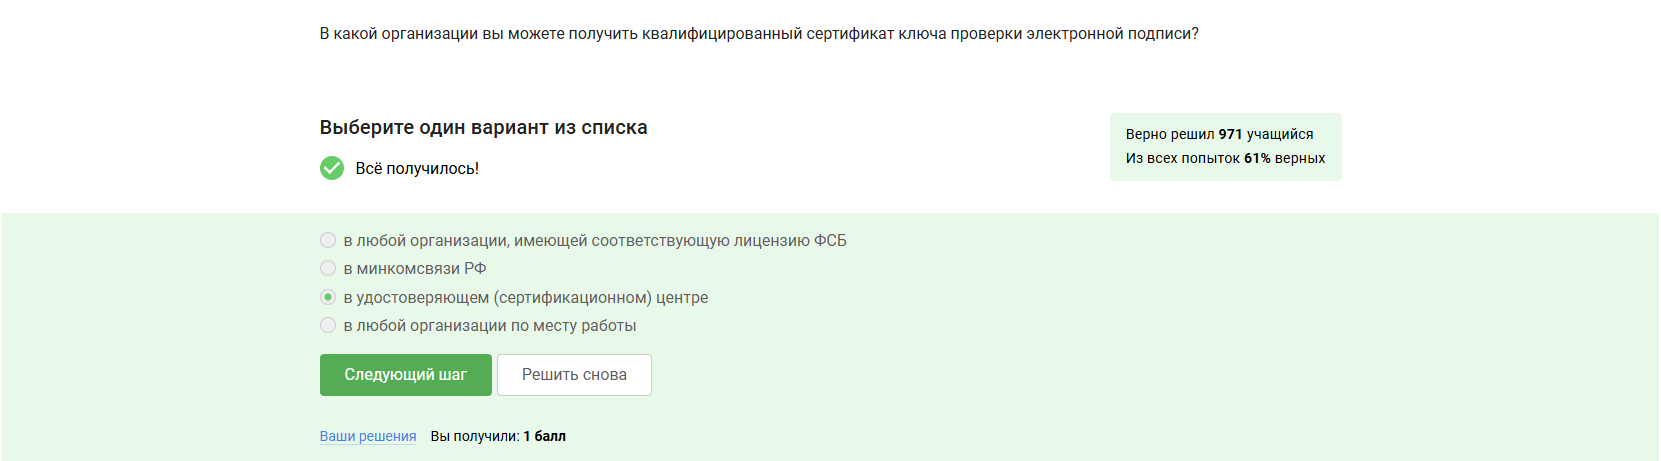 В какой организации вы можете получить квалифицированный сертификат ключа проверки электронной подписи?
Выберите один вариант из списка
Всё получилось!
Верно решил 971 учащийся
Из всех попыток 61% верных
в любой организации, имеющей соответствующую лицензию ФСБ
в минкомсвязи РФ
в удостоверяющем (сертификационном) центре
в любой организации по месту работы
Следующий шаг
Решить снова
Ваши решения
Вы получили: 1 балл